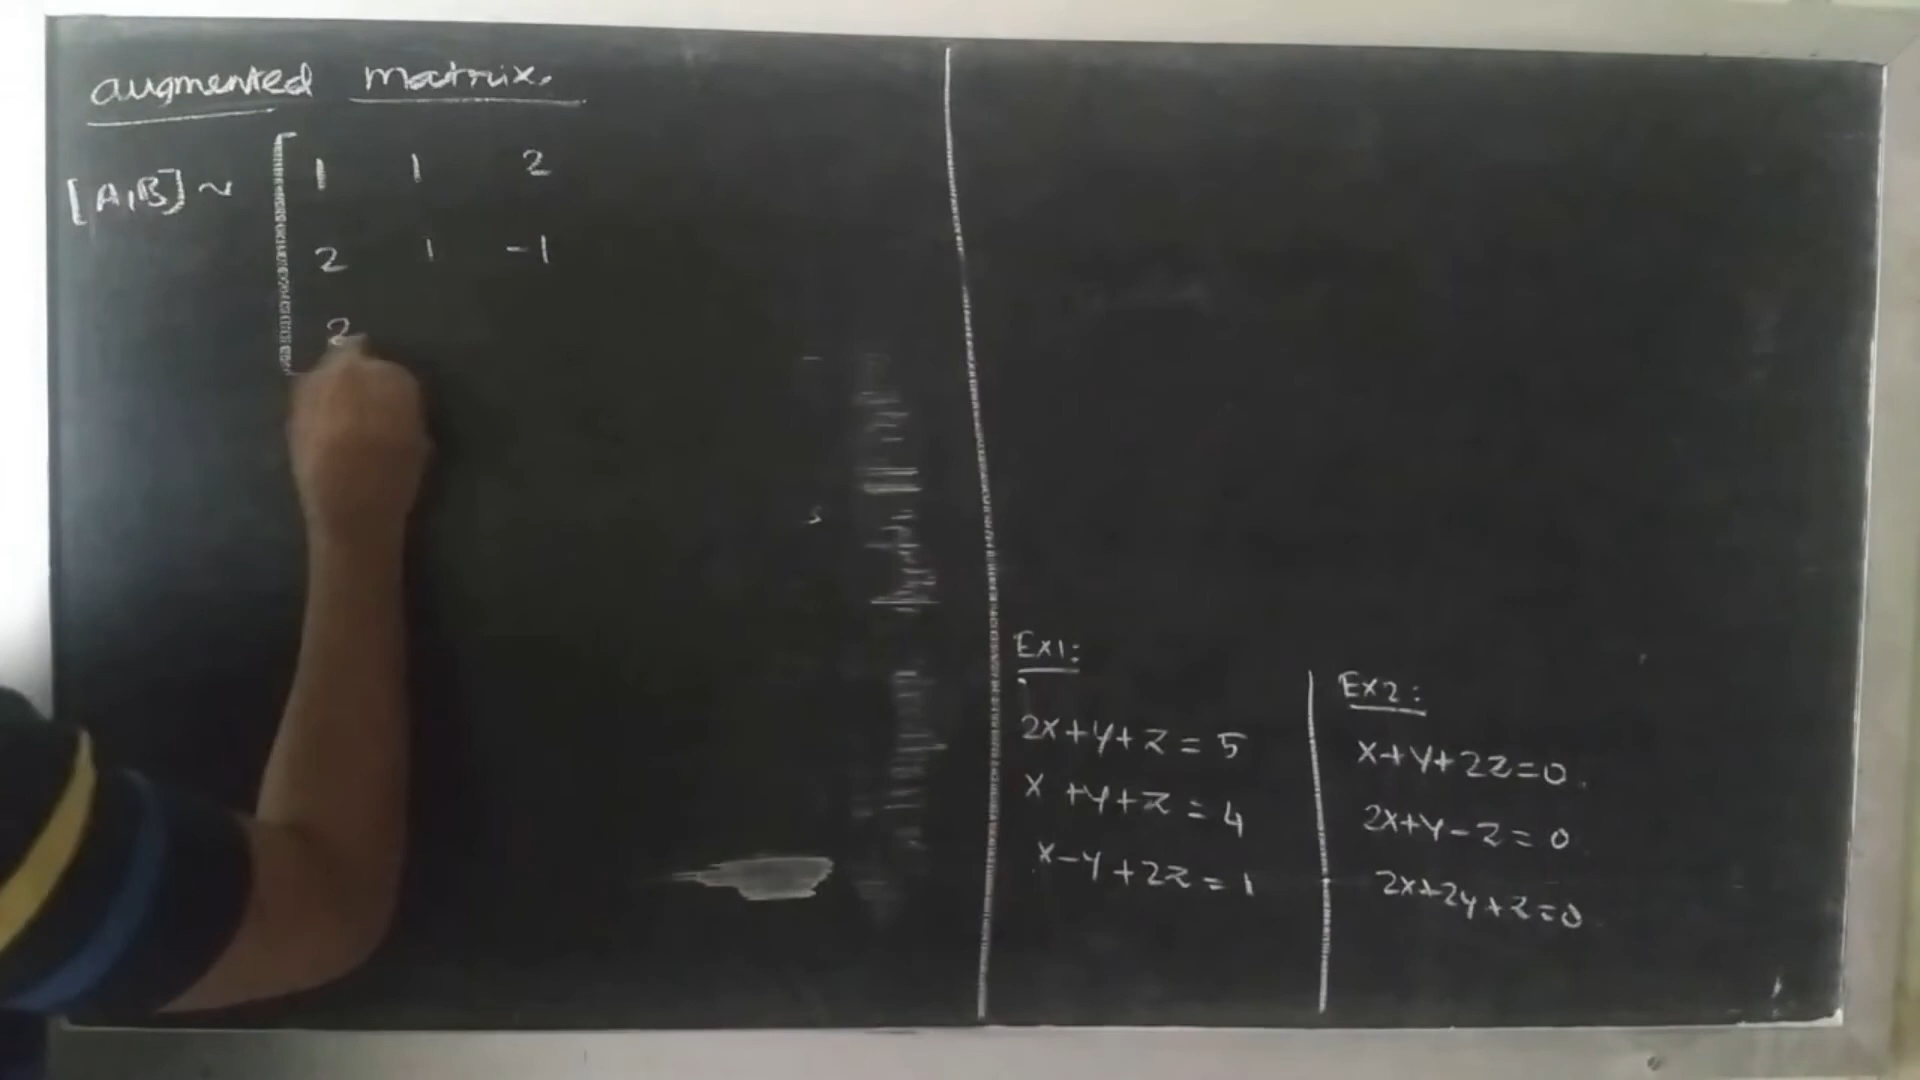 augmented matrix.
[A,B] ~ [ 1 1 2
2 1 -1
2
Ex1:
2x+y+z = 5
x +y+z = 4
x-y+2z = 1
Ex2:
x+y+2z=0.
2x+y-z = 0
2x+2y+z=0